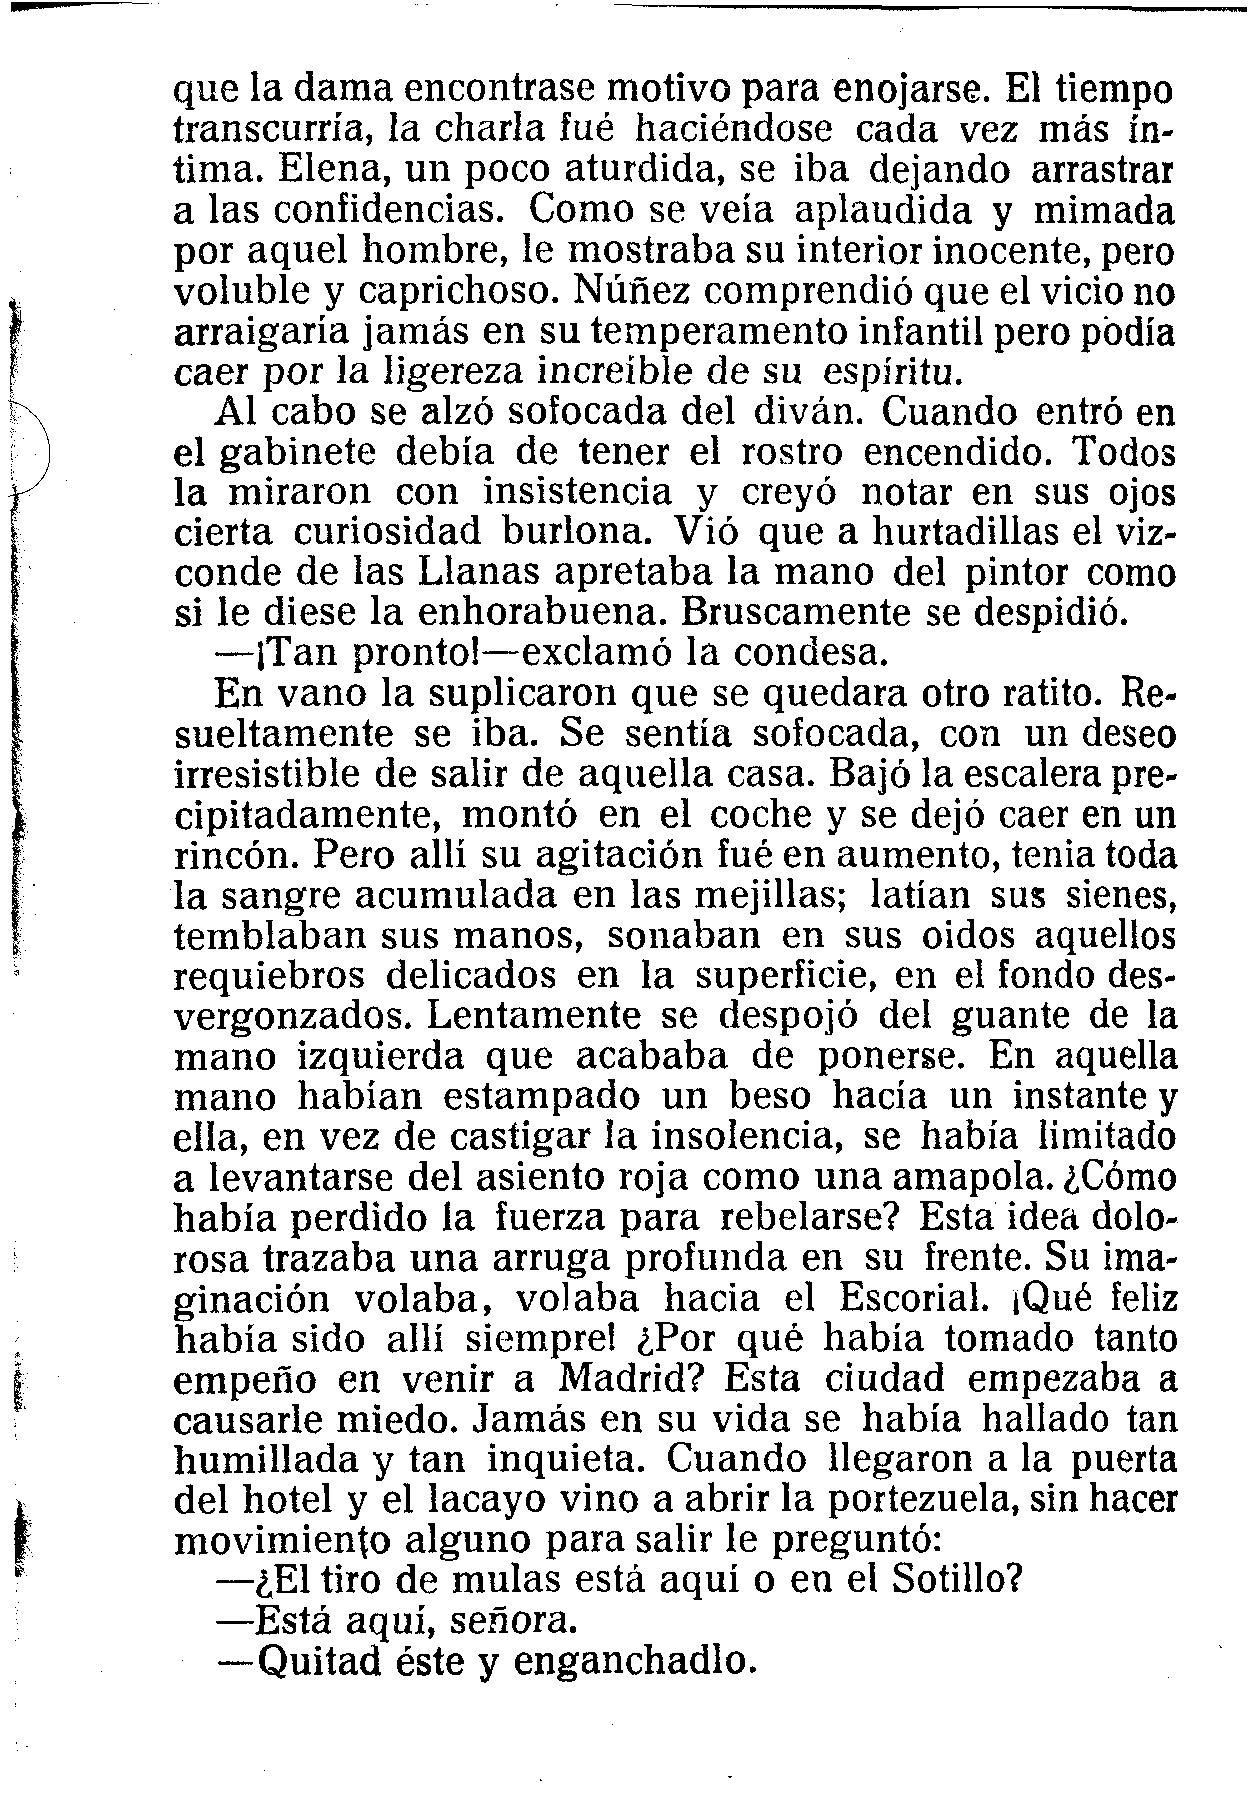 que la dama encontrase motivo para enojarse. El tiempo
transcurría, la charla fué haciéndose cada vez más ín-
tima. Elena, un poco aturdida, se iba dejando arrastrar
a las confidencias. Como se veía aplaudida y mimada
por aquel hombre, le mostraba su interior inocente, pero
voluble y caprichoso. Núñez comprendió que el vicio no
arraigaría jamás en su temperamento infantil pero podía
caer por la ligereza increíble de su espíritu.
Al cabo se alzó sofocada del diván. Cuando entró en
el gabinete debía de tener el rostro encendido. Todos
la miraron con insistencia y creyó notar en sus ojos
cierta curiosidad burlona. Vió que a hurtadillas el viz-
conde de las Llanas apretaba la mano del pintor como
si le diese la enhorabuena. Bruscamente se despidió.
—¡Tan pronto!—exclamó la condesa.
En vano la suplicaron que se quedara otro ratito. Re-
sueltamente se iba. Se sentía sofocada, con un deseo
irresistible de salir de aquella casa. Bajó la escalera pre-
cipitadamente, montó en el coche y se dejó caer en un
rincón. Pero allí su agitación fué en aumento, tenia toda
la sangre acumulada en las mejillas; latían sus sienes,
temblaban sus manos, sonaban en sus oidos aquellos
requiebros delicados en la superficie, en el fondo des-
vergonzados. Lentamente se despojó del guante de la
mano izquierda que acababa de ponerse. En aquella
mano habían estampado un beso hacía un instante y
ella, en vez de castigar la insolencia, se había limitado
a levantarse del asiento roja como una amapola. ¿Cómo
había perdido la fuerza para rebelarse? Esta idea dolo-
rosa trazaba una arruga profunda en su frente. Su ima-
ginación volaba, volaba hacia el Escorial. ¡Qué feliz
había sido allí siempre! ¿Por qué había tomado tanto
empeño en venir a Madrid? Esta ciudad empezaba a
causarle miedo. Jamás en su vida se había hallado tan
humillada y tan inquieta. Cuando llegaron a la puerta
del hotel y el lacayo vino a abrir la portezuela, sin hacer
movimiento alguno para salir le preguntó:
—¿El tiro de mulas está aquí o en el Sotillo?
—Está aquí, señora.
—Quitad éste y enganchadlo.